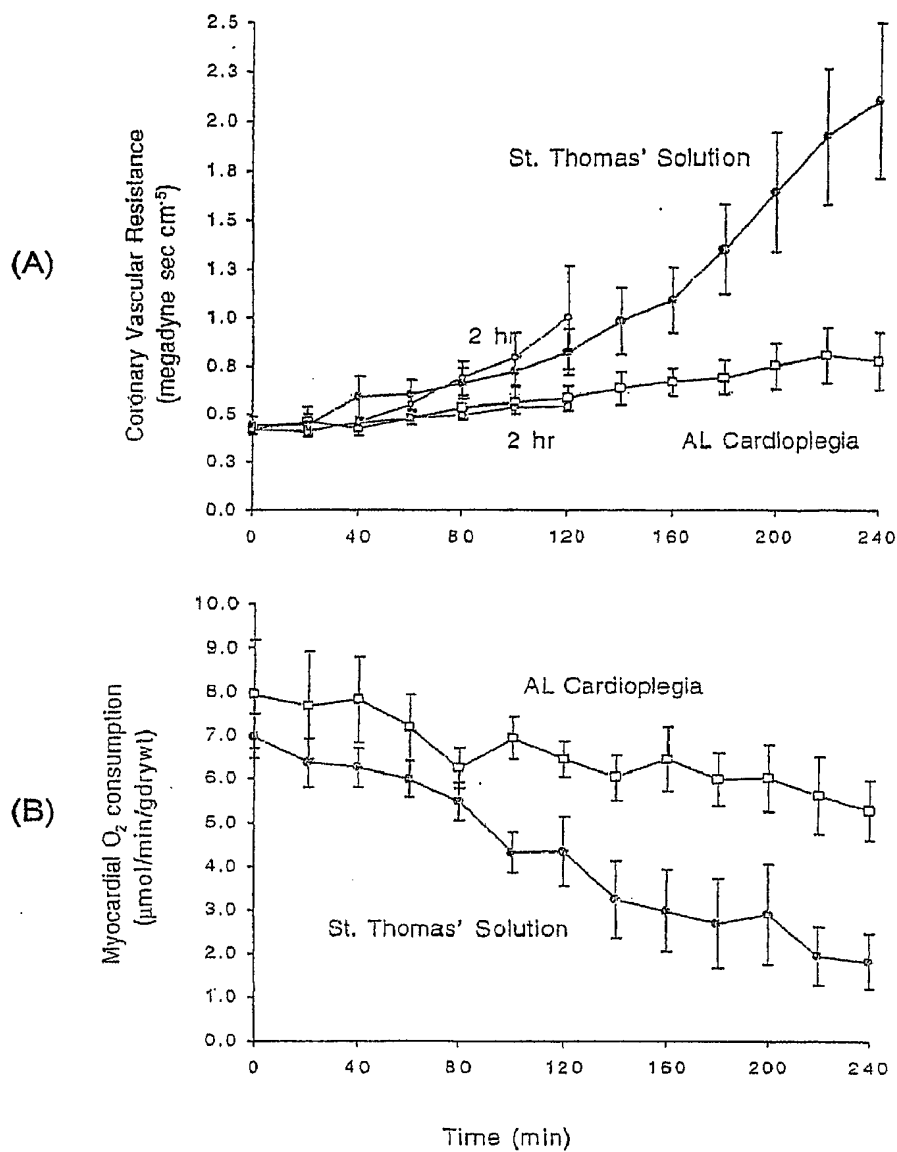 (A)
Coronary Vascular Resistance
(megadyne sec cm-5)
2.5
2.3
2.0
1.8
1.5
1.3
1.0
0.8
0.5
0.3
0.0
St. Thomas' Solution
2 hr
2 hr
AL Cardioplegia
0 40 80 120 160 200 240
(B)
Myocardial O2 consumption
(µmol/min/gdrywt)
10.0
9.0
8.0
7.0
6.0
5.0
4.0
3.0
2.0
1.0
0.0
AL Cardioplegia
St. Thomas' Solution
0 40 80 120 160 200 240
Time (min)